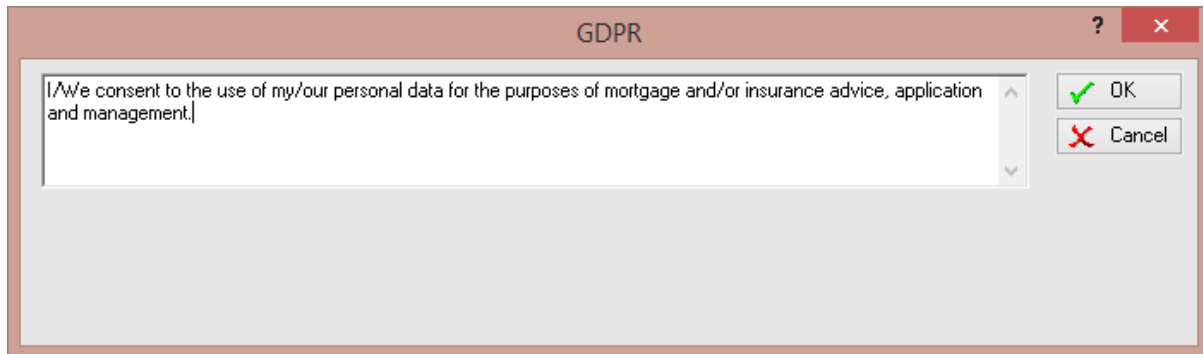 GDPR
?
I/We consent to the use of my/our personal data for the purposes of mortgage and/or insurance advice, application
and management.
OK
Cancel